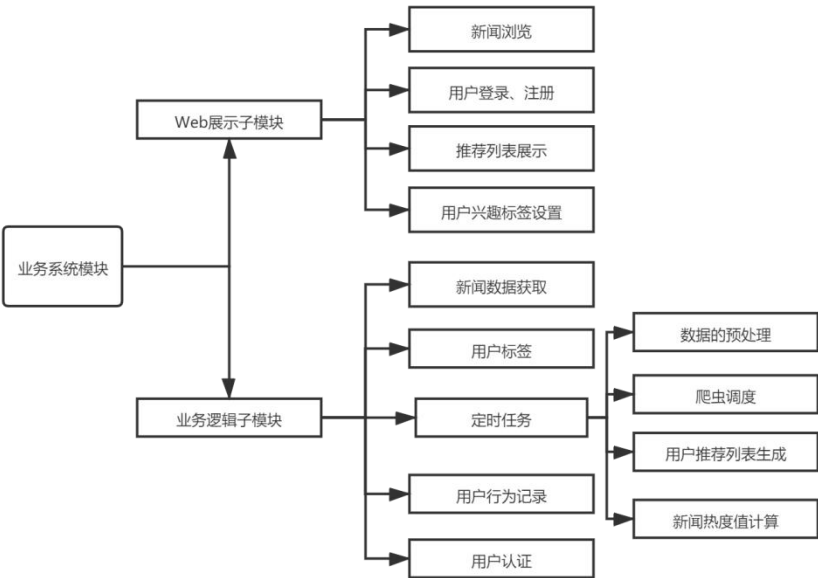 业务系统模块
Web展示子模块
新闻浏览
用户登录、注册
推荐列表展示
用户兴趣标签设置
业务逻辑子模块
新闻数据获取
用户标签
定时任务
数据的预处理
爬虫调度
用户推荐列表生成
新闻热度值计算
用户行为记录
用户认证